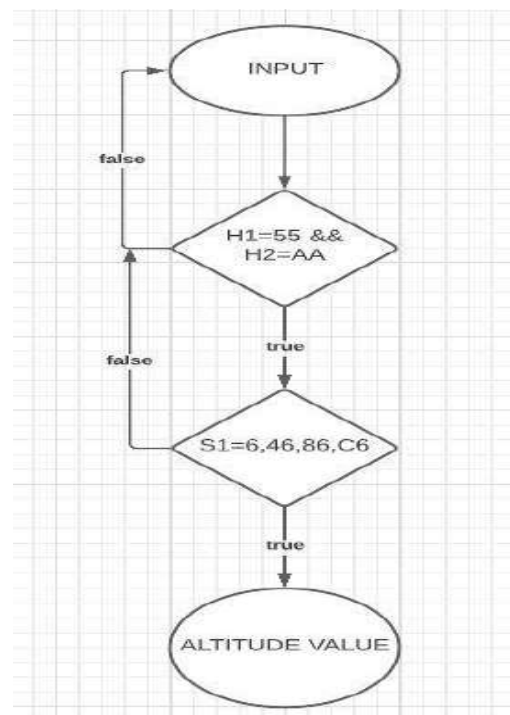 INPUT
false
H1=55 &&
H2=AA
true
false
S1=6,46,86,C6
true
ALTITUDE VALUE